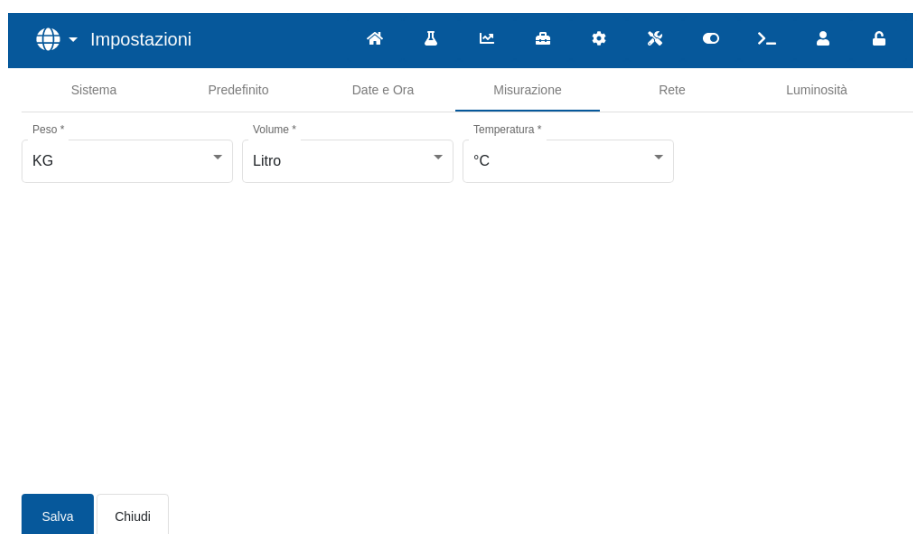 Impostazioni
Sistema Predefinito Date e Ora Misurazione Rete Luminosità
Peso * Volume * Temperatura *
KG Litro °C
Salva Chiudi